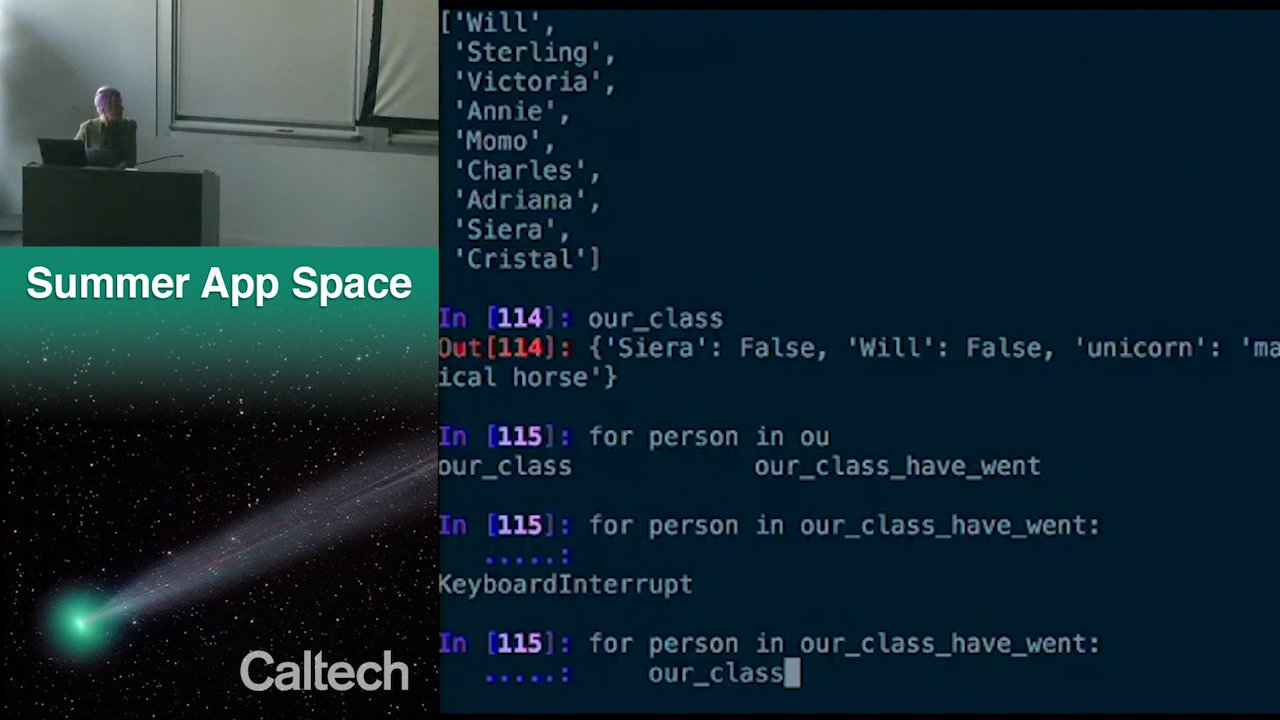 ['Will',
'Sterling',
'Victoria',
'Annie',
'Momo',
'Charles',
'Adriana',
'Siera',
'Cristal']
In [114]: our_class
Out[114]: {'Siera': False, 'Will': False, 'unicorn': 'ma
ical horse'}
In [115]: for person in ou
our_class our_class_have_went
In [115]: for person in our_class_have_went:
.....:
KeyboardInterrupt
In [115]: for person in our_class_have_went:
.....: our_class
Summer App Space
Caltech